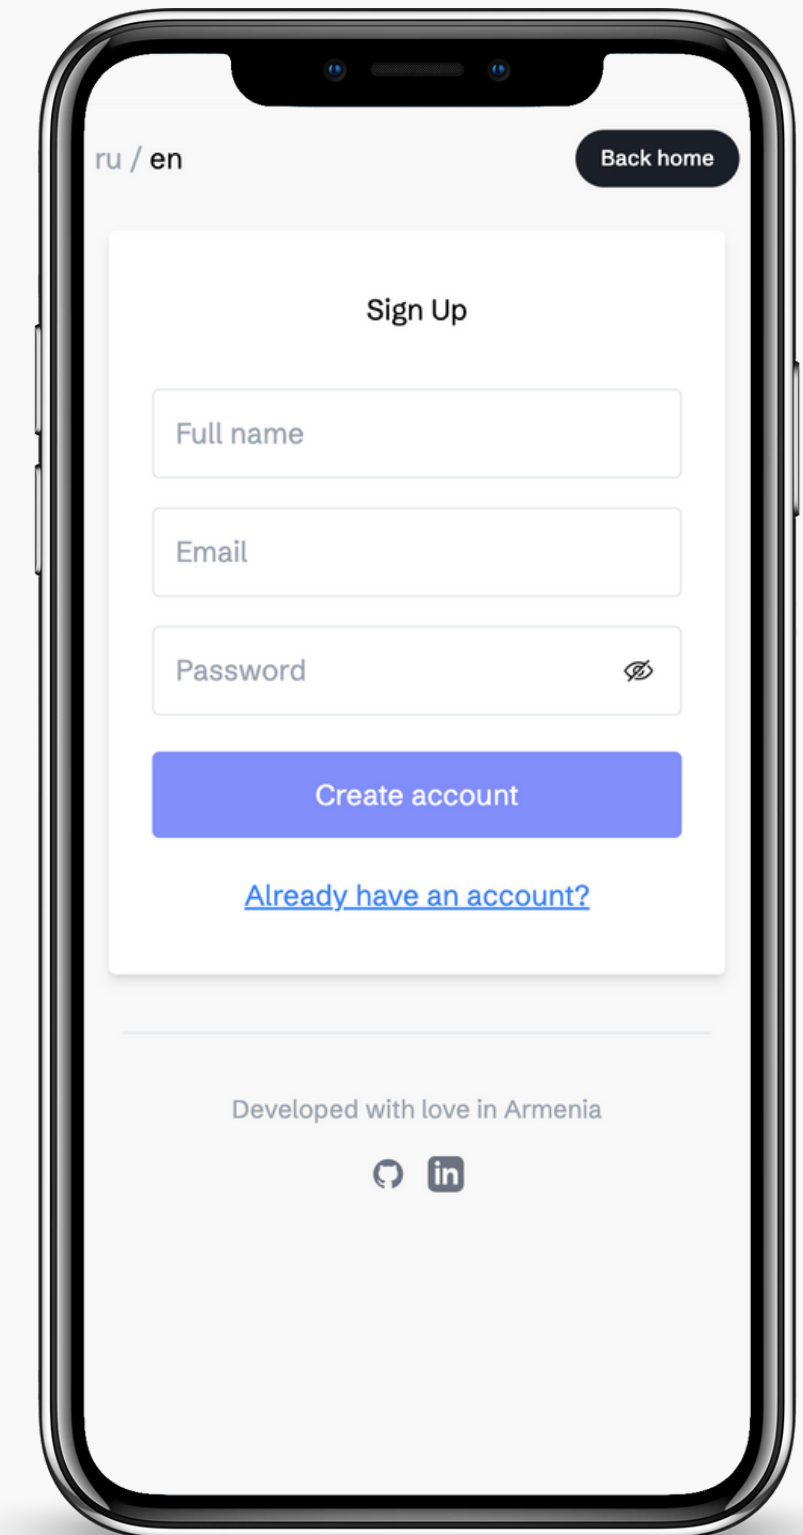 ru / en
Back home
Sign Up
Full name
Email
Password
Create account
Already have an account?
Developed with love in Armenia
in